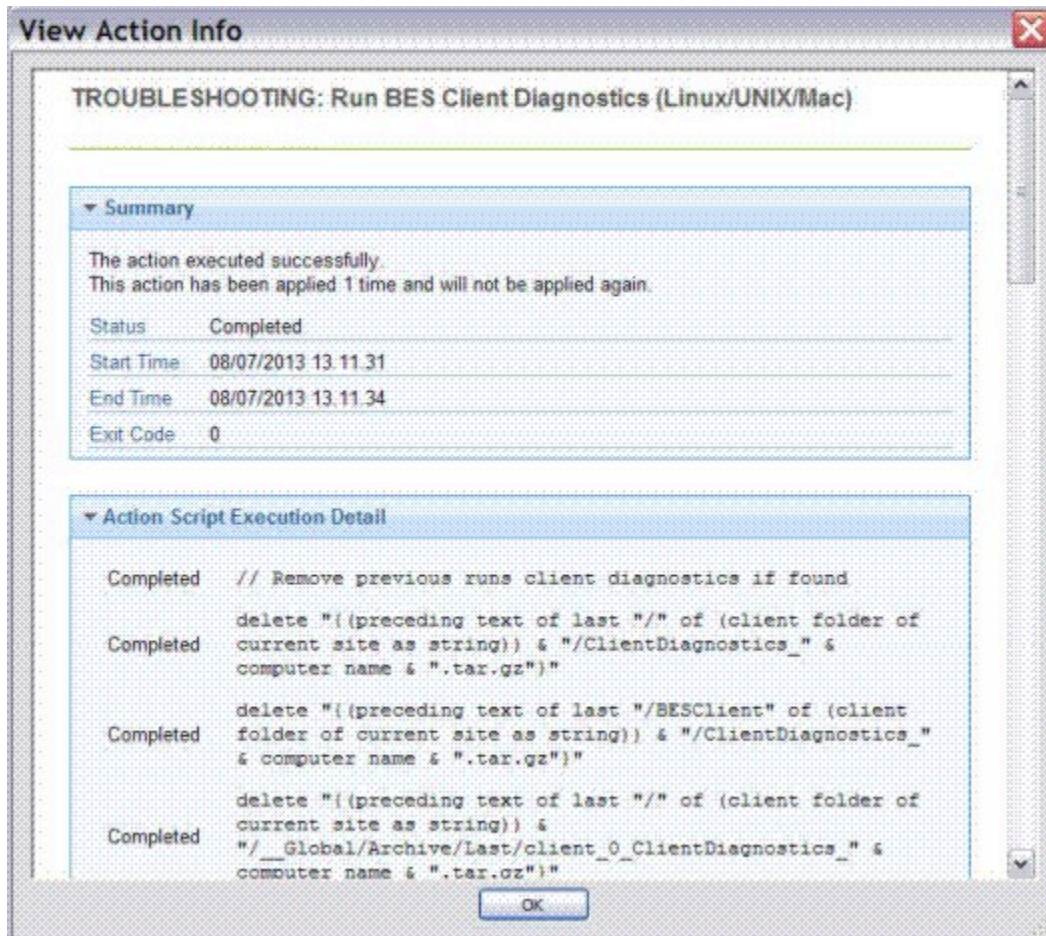 View Action Info
TROUBLESHOOTING: Run BES Client Diagnostics (Linux/UNIX/Mac)
Summary
The action executed successfully.
This action has been applied 1 time and will not be applied again.
Status Completed
Start Time 08/07/2013 13.11.31
End Time 08/07/2013 13.11.34
Exit Code 0
Action Script Execution Detail
Completed // Remove previous runs client diagnostics if found
delete "{(preceding text of last "/" of (client folder of
Completed current site as string)) & "/ClientDiagnostics_" &
computer name & ".tar.gz"}"
delete "{(preceding text of last "/BESClient" of (client
Completed folder of current site as string)) & "/ClientDiagnostics_"
& computer name & ".tar.gz"}"
delete "{(preceding text of last "/" of (client folder of
current site as string)) &
Completed "/__Global/Archive/Last/client_0_ClientDiagnostics_" &
computer name & ".tar.gz"}"
OK